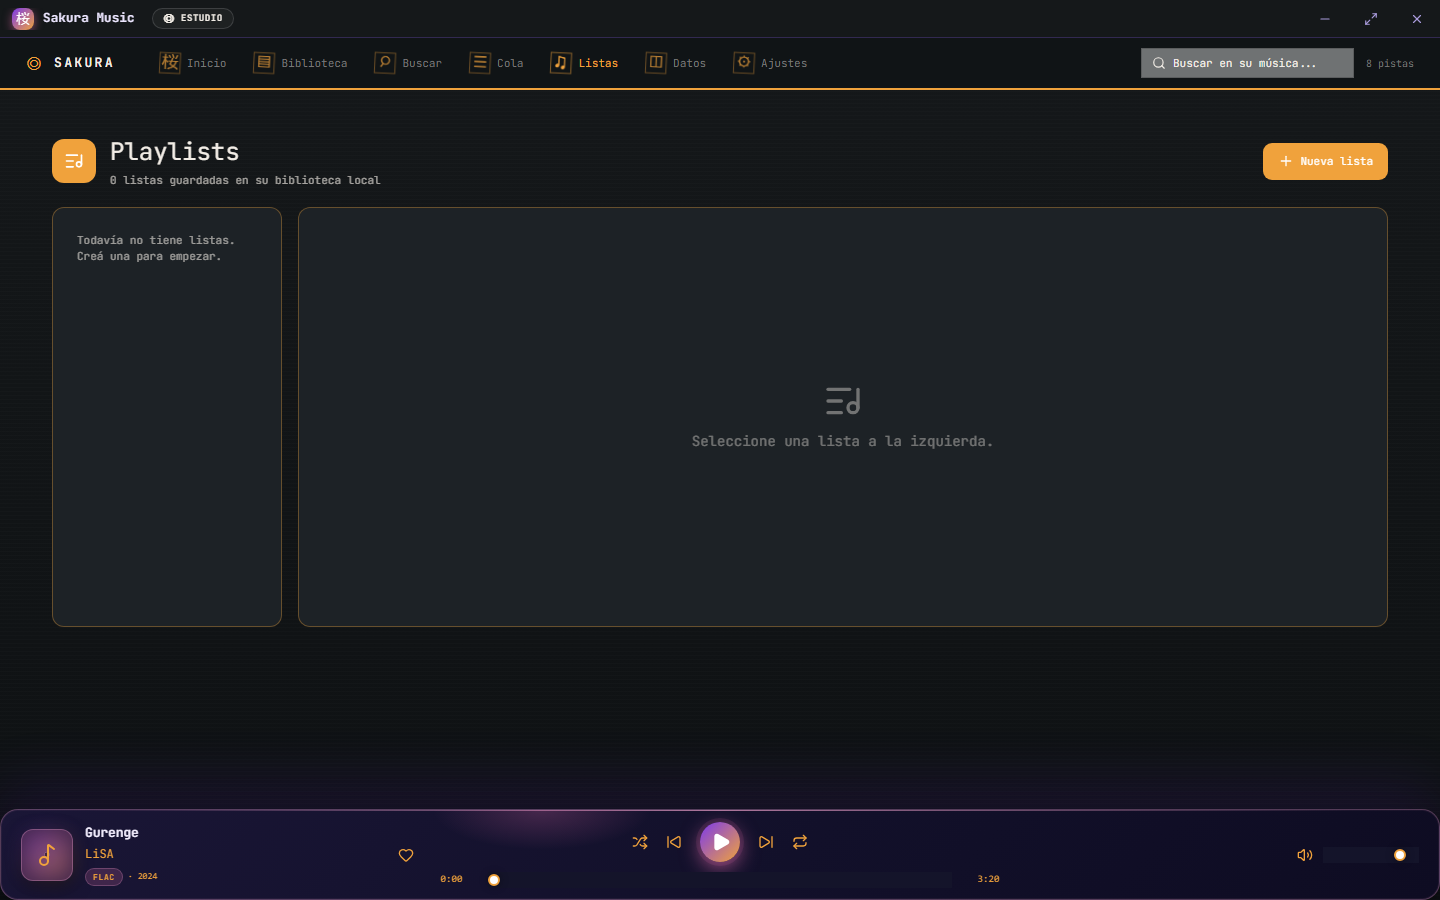 桜 Sakura Music ESTUDIO
SAKURA 桜 Inicio Biblioteca Buscar Cola Listas Datos Ajustes Buscar en su música... 8 pistas
Playlists
0 listas guardadas en su biblioteca local
Nueva lista
Todavía no tiene listas.
Creá una para empezar.
Seleccione una lista a la izquierda.
Gurenge
LiSA
FLAC · 2024
0:00
3:20